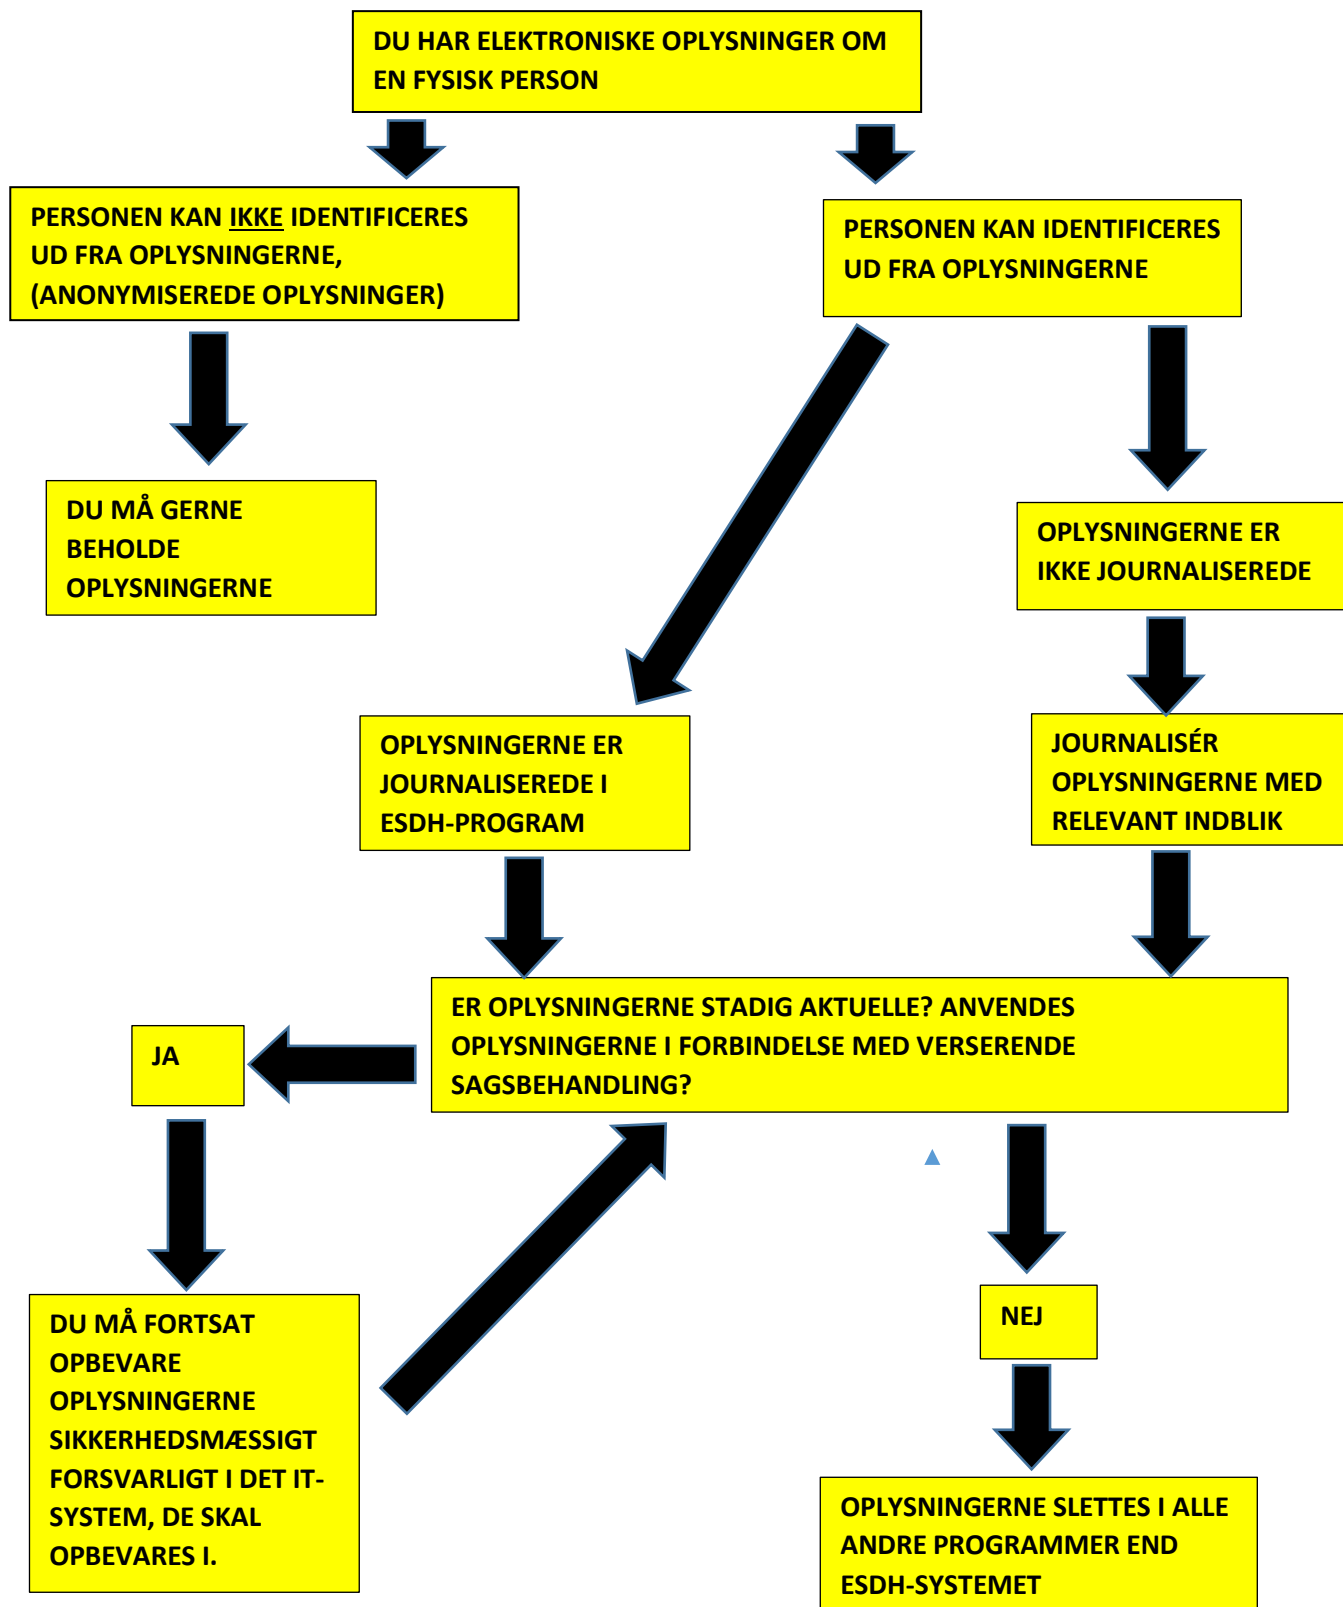 DU HAR ELEKTRONISKE OPLYSNINGER OM
EN FYSISK PERSON
PERSONEN KAN IKKE IDENTIFICERES
UD FRA OPLYSNINGERNE,
(ANONYMISEREDE OPLYSNINGER)
PERSONEN KAN IDENTIFICERES
UD FRA OPLYSNINGERNE
DU MÅ GERNE
BEHOLDE
OPLYSNINGERNE
OPLYSNINGERNE ER
IKKE JOURNALISEREDE
OPLYSNINGERNE ER
JOURNALISEREDE I
ESDH-PROGRAM
JOURNALISÉR
OPLYSNINGERNE MED
RELEVANT INDBLIK
ER OPLYSNINGERNE STADIG AKTUELLE? ANVENDES
OPLYSNINGERNE I FORBINDELSE MED VERSERENDE
SAGSBEHANDLING?
JA
DU MÅ FORTSAT
OPBEVARE
OPLYSNINGERNE
SIKKERHEDSMÆSSIGT
FORSVARLIGT I DET IT-
SYSTEM, DE SKAL
OPBEVARES I.
NEJ
OPLYSNINGERNE SLETTES I ALLE
ANDRE PROGRAMMER END
ESDH-SYSTEMET